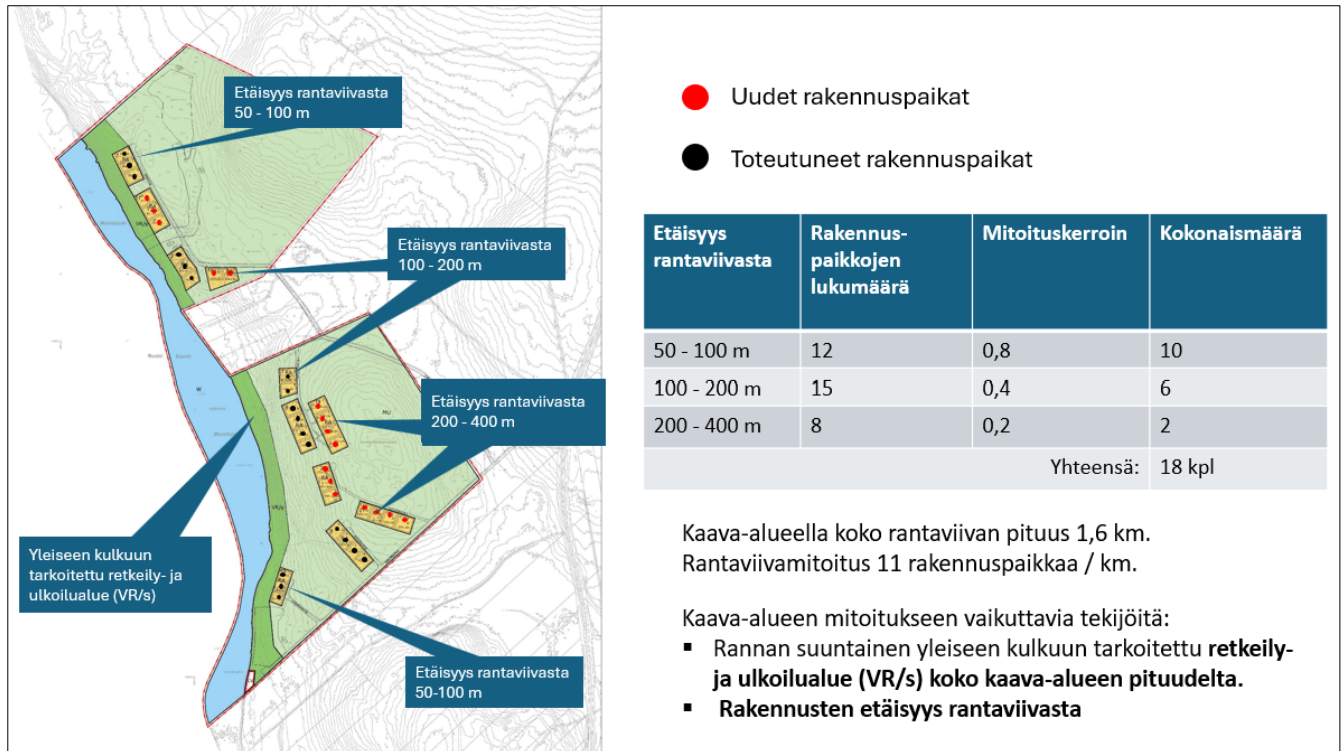 Etäisyys rantaviivasta
50 - 100 m
Etäisyys rantaviivasta
100 - 200 m
Etäisyys rantaviivasta
200 - 400 m
Yleiseen kulkuun
tarkoitettu retkeily- ja
ulkoilualue (VR/s)
Etäisyys rantaviivasta
50-100 m
W
MU
VR/s
Uudet rakennuspaikat
Toteutuneet rakennuspaikat
Etäisyys rantaviivasta Rakennus- paikkojen lukumäärä Mitoituskerroin Kokonaismäärä
50 - 100 m 12 0,8 10
100 - 200 m 15 0,4 6
200 - 400 m 8 0,2 2
Yhteensä: 18 kpl
Kaava-alueella koko rantaviivan pituus 1,6 km.
Rantaviivamitoitus 11 rakennuspaikkaa / km.
Kaava-alueen mitoitukseen vaikuttavia tekijöitä:
▪ Rannan suuntainen yleiseen kulkuun tarkoitettu retkeily-
ja ulkoilualue (VR/s) koko kaava-alueen pituudelta.
▪ Rakennusten etäisyys rantaviivasta